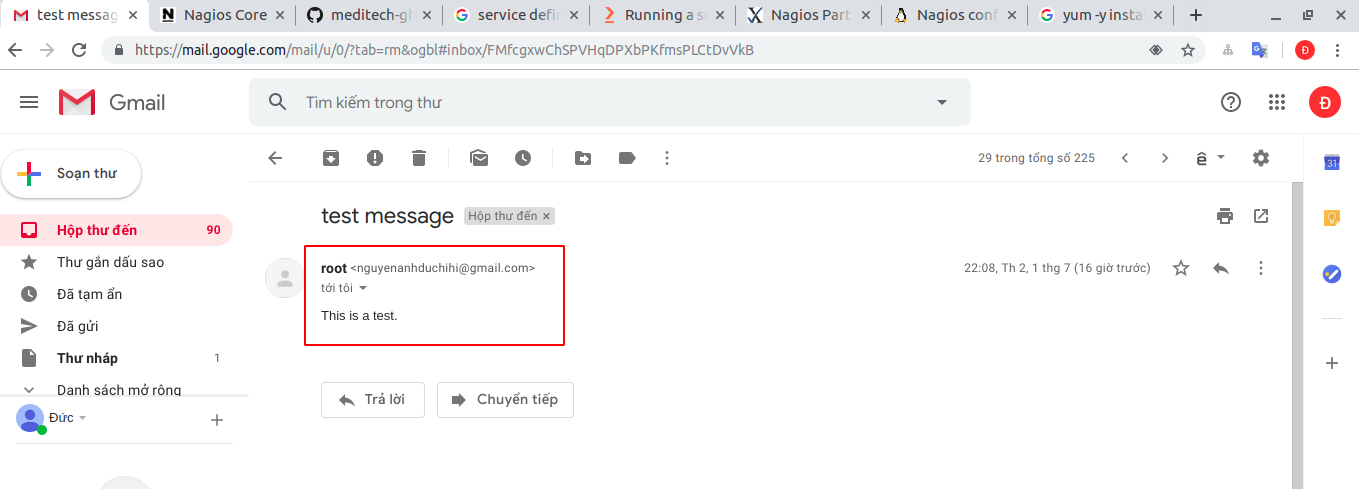 test messag
Nagios Core
meditech-gh
service defin
Running a se
Nagios Part
Nagios conf
yum -y instal
https://mail.google.com/mail/u/0/?tab=rm&ogbl#inbox/FMfcgxwChSPVHqDPXbPKfmsPLCtDvVkB
Đ
Gmail
Tìm kiếm trong thư
Đ
Soạn thư
29 trong tổng số 225
ê
31
test message
Hộp thư đến ×
Hộp thư đến 90
Thư gắn dấu sao
Đã tạm ẩn
Đã gửi
Thư nháp 1
Danh sách mở rộng
Đức
root <nguyenanhduchihi@gmail.com>
22:08, Th 2, 1 thg 7 (16 giờ trước)
tới tôi
This is a test.
Trả lời
Chuyển tiếp